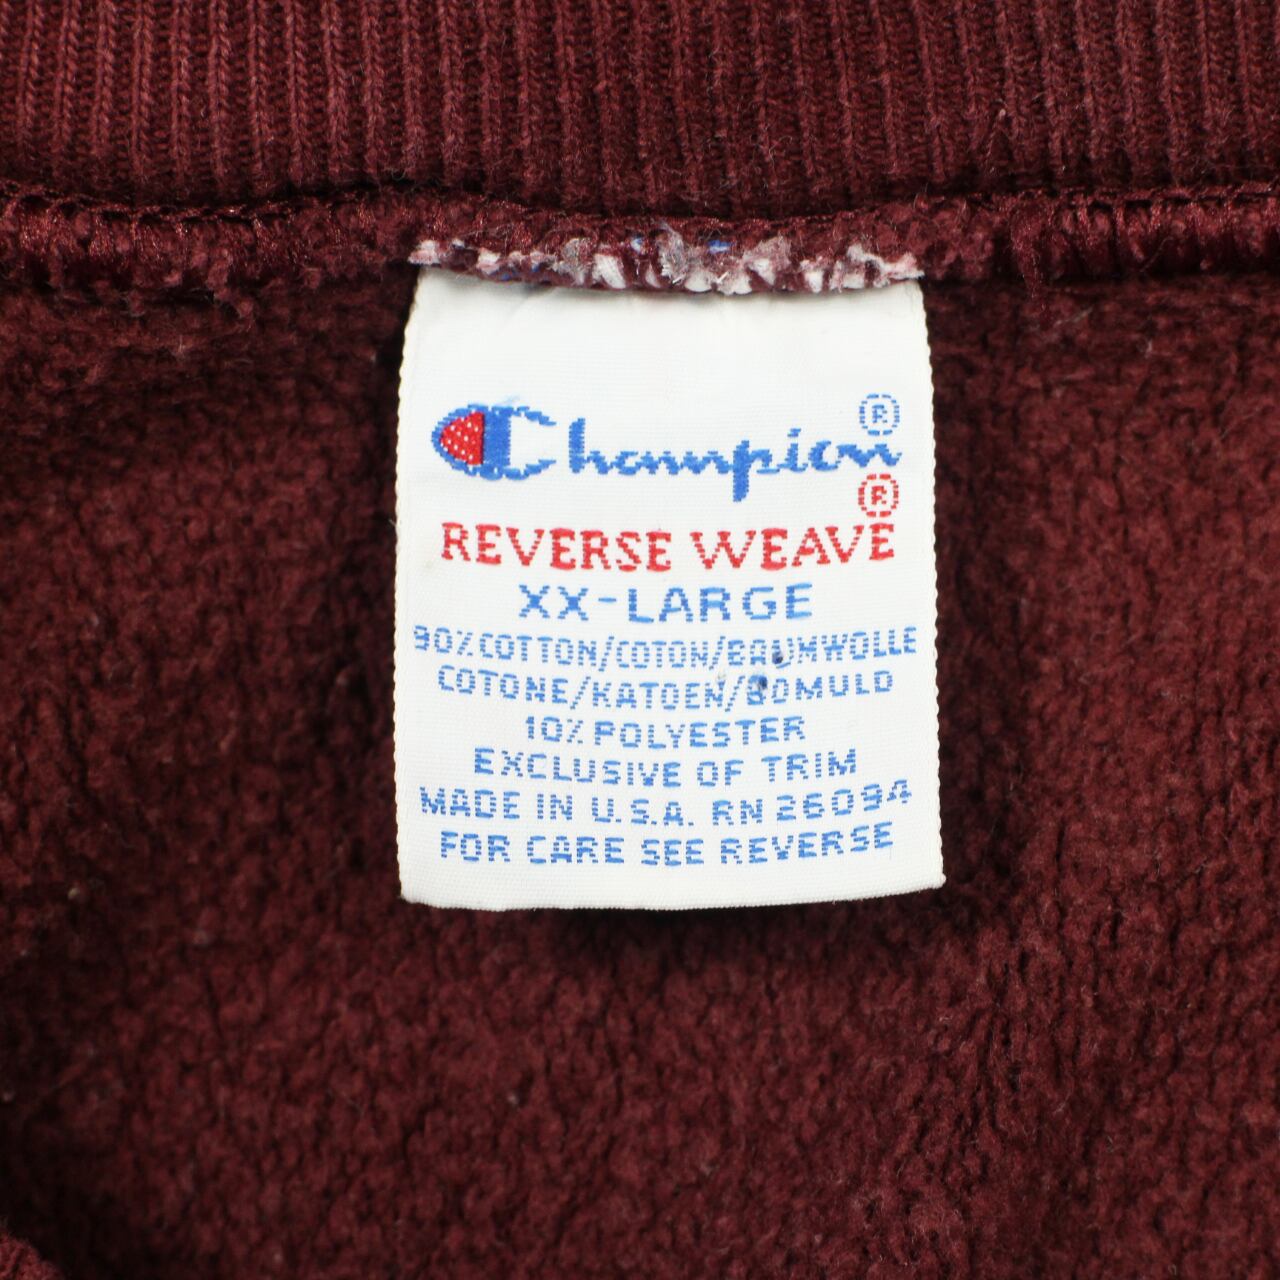 Champion®
REVERSE WEAVE®
XX-LARGE
90% COTTON/COTON/BAUMWOLLE
COTONE/KATOEN/BOMULD
10% POLYESTER
EXCLUSIVE OF TRIM
MADE IN U.S.A. RN 26094
FOR CARE SEE REVERSE